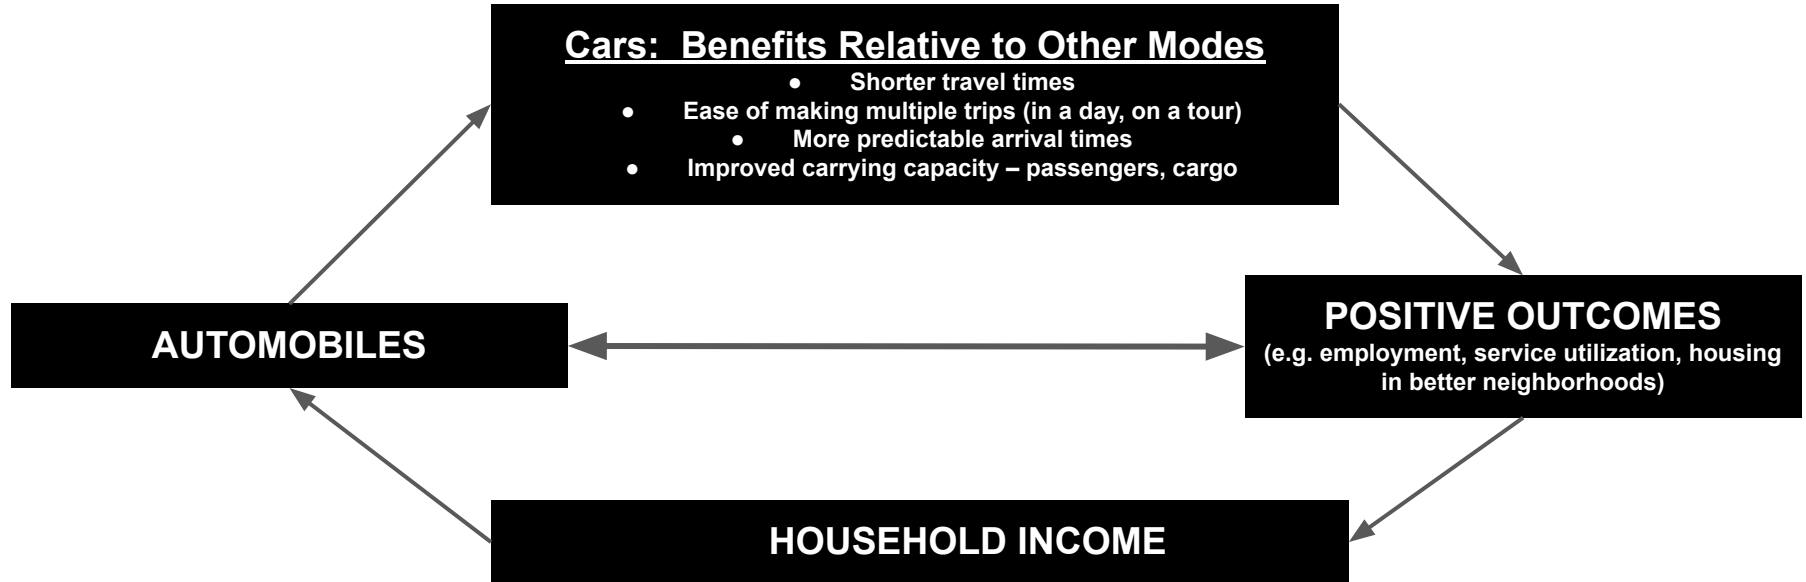 Cars:  Benefits Relative to Other Modes
● Shorter travel times
● Ease of making multiple trips (in a day, on a tour)
● More predictable arrival times
● Improved carrying capacity – passengers, cargo
AUTOMOBILES
POSITIVE OUTCOMES
(e.g. employment, service utilization, housing
in better neighborhoods)
HOUSEHOLD INCOME